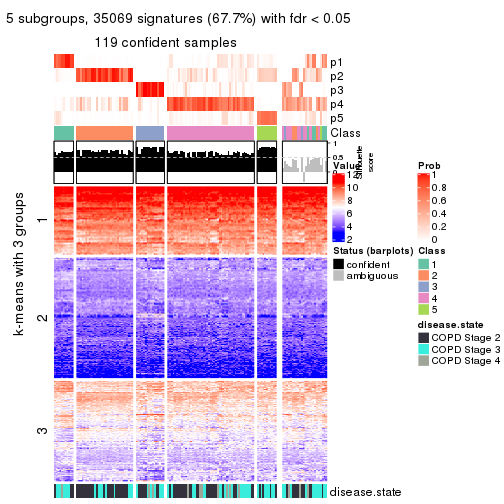 5 subgroups, 35069 signatures (67.7%) with fdr < 0.05
119 confident samples
p1
p2
p3
p4
p5
Class
1
0.5
0
Silhouette
score
k-means with 3 groups
1
2
3
Value
12
10
8
6
4
2
Prob
1
0.8
0.6
0.4
0.2
0
Status (barplots)
confident
ambiguous
Class
1
2
3
4
5
disease.state
COPD Stage 2
COPD Stage 3
COPD Stage 4
disease.state